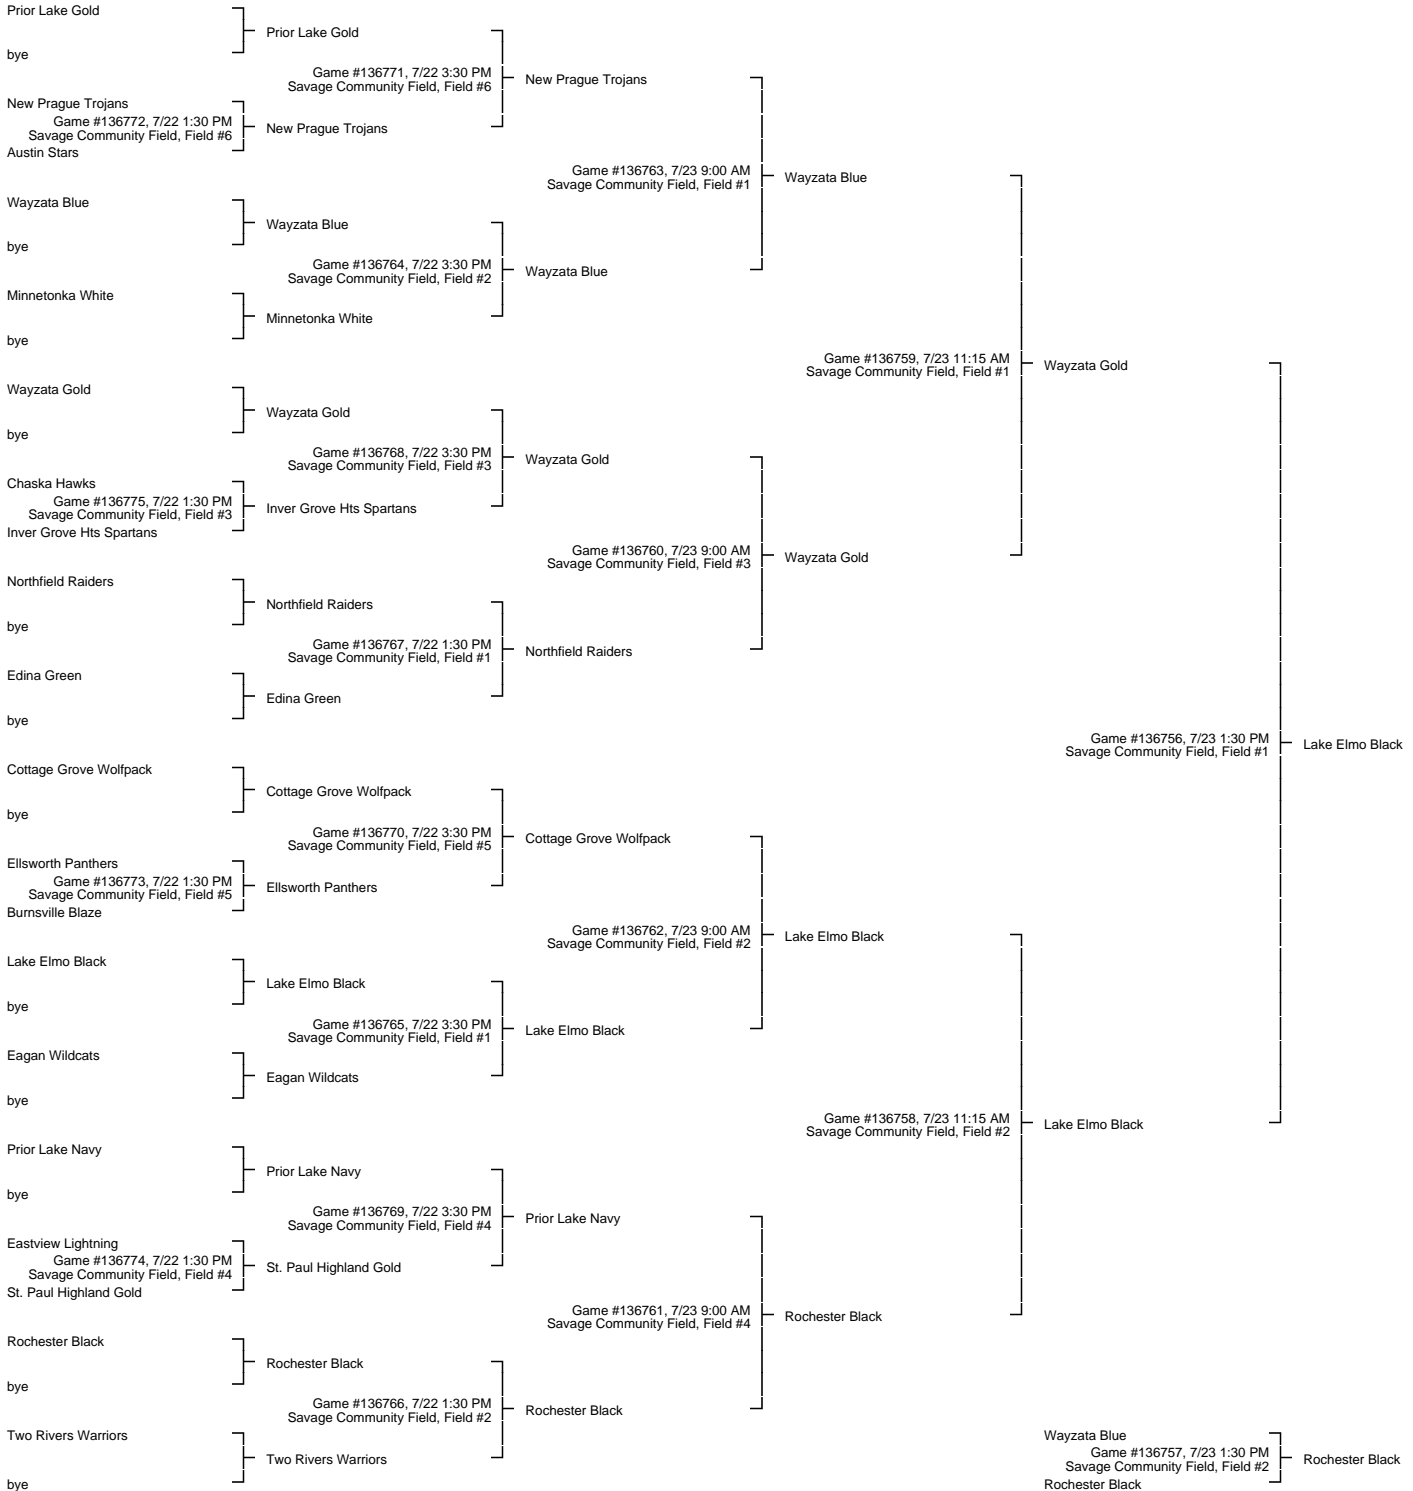 Prior Lake Gold
bye
New Prague Trojans
Game #136772, 7/22 1:30 PM
Savage Community Field, Field #6
Austin Stars
Wayzata Blue
bye
Minnetonka White
bye
Wayzata Gold
bye
Chaska Hawks
Game #136775, 7/22 1:30 PM
Savage Community Field, Field #3
Inver Grove Hts Spartans
Northfield Raiders
bye
Edina Green
bye
Cottage Grove Wolfpack
bye
Ellsworth Panthers
Game #136773, 7/22 1:30 PM
Savage Community Field, Field #5
Burnsville Blaze
Lake Elmo Black
bye
Eagan Wildcats
bye
Prior Lake Navy
bye
Eastview Lightning
Game #136774, 7/22 1:30 PM
Savage Community Field, Field #4
St. Paul Highland Gold
Rochester Black
bye
Two Rivers Warriors
bye
Prior Lake Gold
Game #136771, 7/22 3:30 PM
Savage Community Field, Field #6
New Prague Trojans
Wayzata Blue
Game #136764, 7/22 3:30 PM
Savage Community Field, Field #2
Minnetonka White
Wayzata Gold
Game #136768, 7/22 3:30 PM
Savage Community Field, Field #3
Inver Grove Hts Spartans
Northfield Raiders
Game #136767, 7/22 1:30 PM
Savage Community Field, Field #1
Edina Green
Cottage Grove Wolfpack
Game #136770, 7/22 3:30 PM
Savage Community Field, Field #5
Ellsworth Panthers
Lake Elmo Black
Game #136765, 7/22 3:30 PM
Savage Community Field, Field #1
Eagan Wildcats
Prior Lake Navy
Game #136769, 7/22 3:30 PM
Savage Community Field, Field #4
St. Paul Highland Gold
Rochester Black
Game #136766, 7/22 1:30 PM
Savage Community Field, Field #2
Two Rivers Warriors
New Prague Trojans
Game #136763, 7/23 9:00 AM
Savage Community Field, Field #1
Wayzata Blue
Wayzata Gold
Game #136760, 7/23 9:00 AM
Savage Community Field, Field #3
Northfield Raiders
Cottage Grove Wolfpack
Game #136762, 7/23 9:00 AM
Savage Community Field, Field #2
Lake Elmo Black
Prior Lake Navy
Game #136761, 7/23 9:00 AM
Savage Community Field, Field #4
Rochester Black
Wayzata Blue
Game #136759, 7/23 11:15 AM
Savage Community Field, Field #1
Wayzata Gold
Lake Elmo Black
Game #136758, 7/23 11:15 AM
Savage Community Field, Field #2
Rochester Black
Wayzata Gold
Game #136756, 7/23 1:30 PM
Savage Community Field, Field #1
Lake Elmo Black
Lake Elmo Black
Wayzata Blue
Game #136757, 7/23 1:30 PM
Savage Community Field, Field #2
Rochester Black
Rochester Black